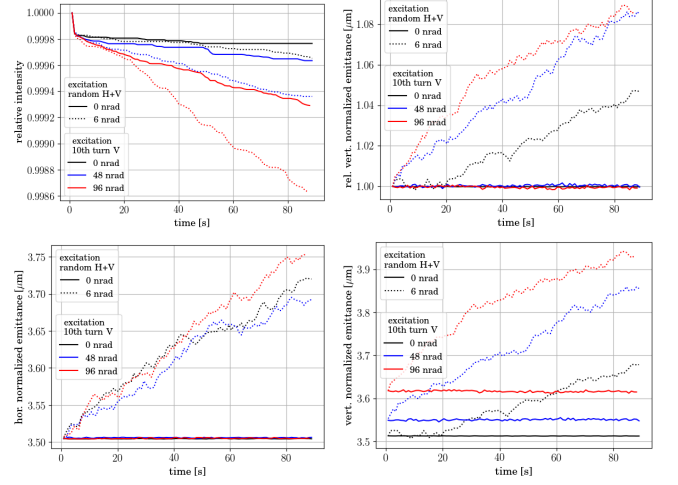 1.0000
0.9998
0.9996
0.9994
0.9992
0.9990
0.9988
0.9986
relative intensity
excitation
random H+V
0 nrad
6 nrad
excitation
10th turn V
0 nrad
48 nrad
96 nrad
0
20
40
60
80
time [s]
1.08
1.06
1.04
1.02
1.00
rel. vert. normalized emittance [μm]
excitation
random H+V
0 nrad
6 nrad
excitation
10th turn V
0 nrad
48 nrad
96 nrad
0
20
40
60
80
time [s]
3.75
3.70
3.65
3.60
3.55
3.50
hor. normalized emittance [μm]
excitation
random H+V
0 nrad
6 nrad
excitation
10th turn V
0 nrad
48 nrad
96 nrad
0
20
40
60
80
time [s]
3.9
3.8
3.7
3.6
3.5
vert. normalized emittance [μm]
excitation
random H+V
0 nrad
6 nrad
excitation
10th turn V
0 nrad
48 nrad
96 nrad
0
20
40
60
80
time [s]